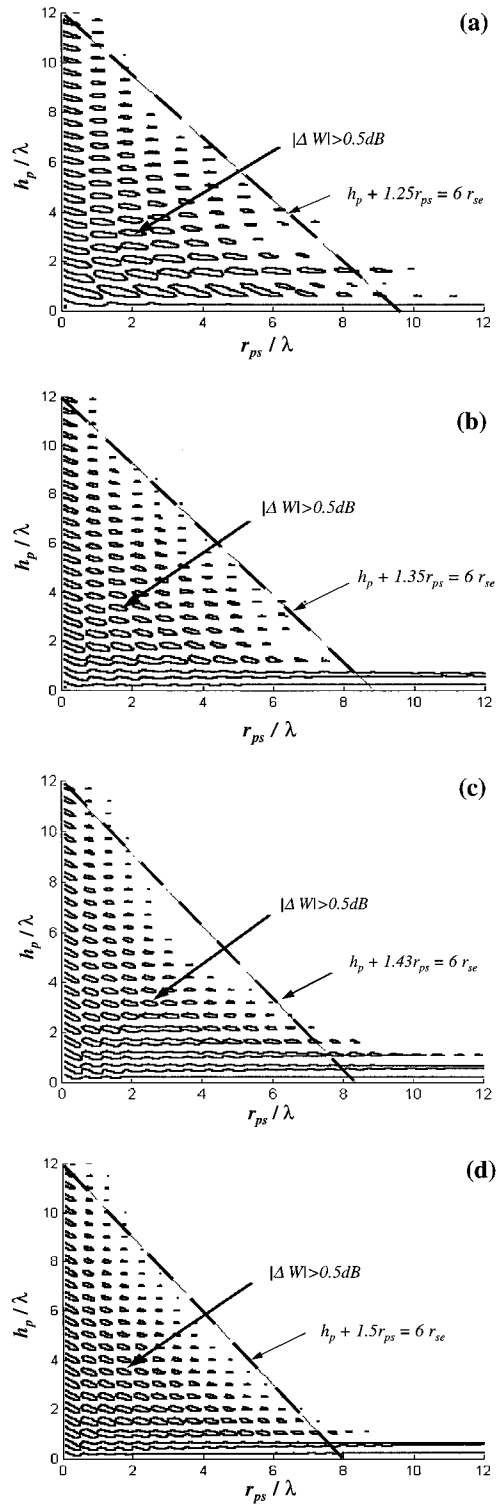 (a)
12
10
8
6
4
2
0
h_p / λ
|Δ W|>0.5dB
h_p + 1.25r_ps = 6 r_se
0 2 4 6 8 10 12
r_ps / λ
(b)
12
10
8
6
4
2
0
h_p / λ
|Δ W|>0.5dB
h_p + 1.35r_ps = 6 r_se
0 2 4 6 8 10 12
r_ps / λ
(c)
12
10
8
6
4
2
0
h_p / λ
|Δ W|>0.5dB
h_p + 1.43r_ps = 6 r_se
0 2 4 6 8 10 12
r_ps / λ
(d)
12
10
8
6
4
2
0
h_p / λ
|Δ W|>0.5dB
h_p + 1.5r_ps = 6 r_se
0 2 4 6 8 10 12
r_ps / λ